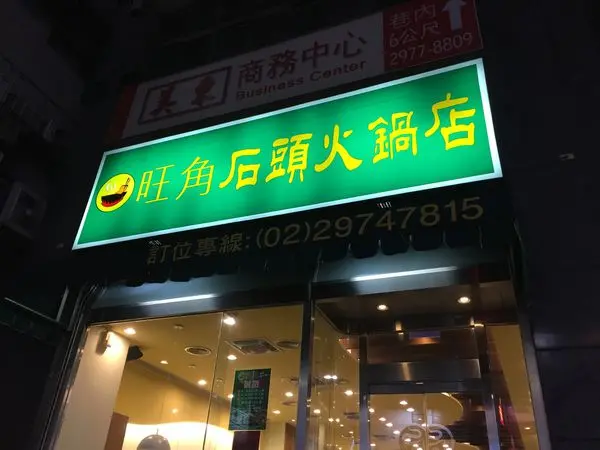 美東
商務中心
Business Center
巷內
6公尺
2977-8809
旺角石頭火鍋店
訂位專線:(02)29747815